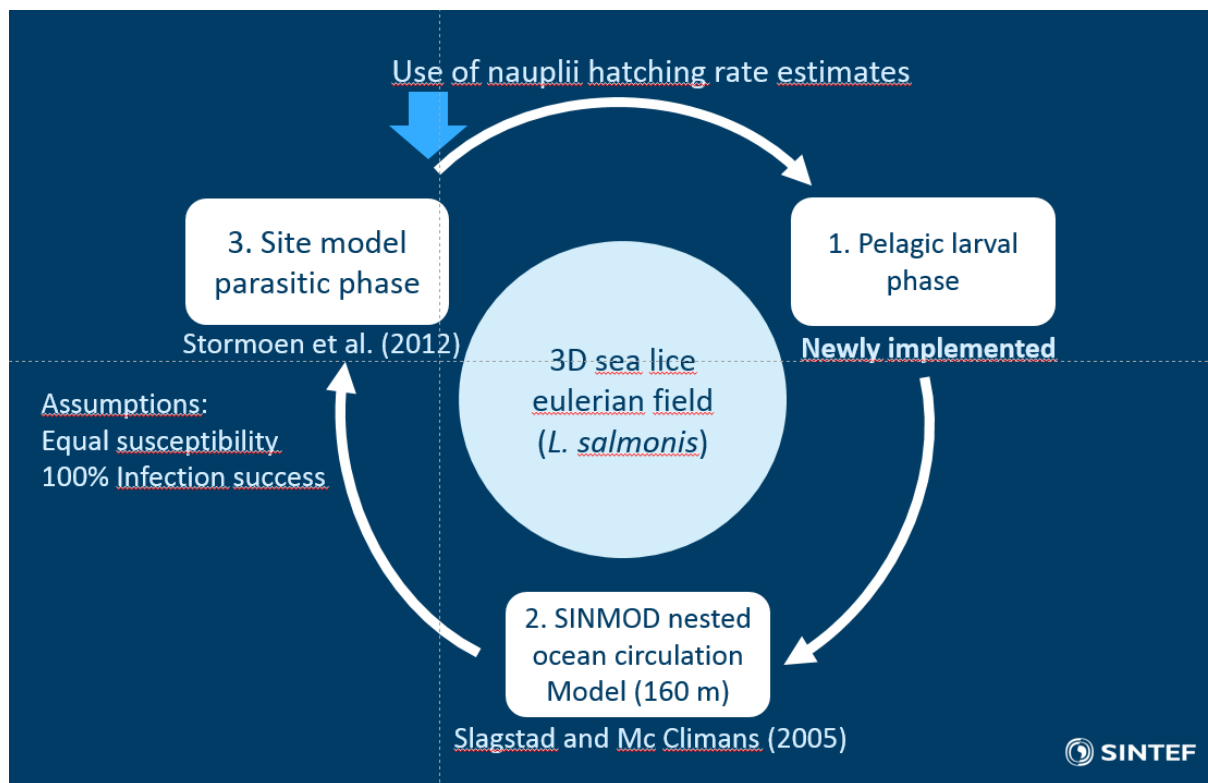 Use of nauplii hatching rate estimates
3. Site model
parasitic phase
Stormoen et al. (2012)
1. Pelagic larval
phase
Newly implemented
3D sea lice
eulerian field
(L. salmonis)
Assumptions:
Equal susceptibility
100% Infection success
2. SINMOD nested
ocean circulation
Model (160 m)
Slagstad and Mc Climans (2005)
SINTEF